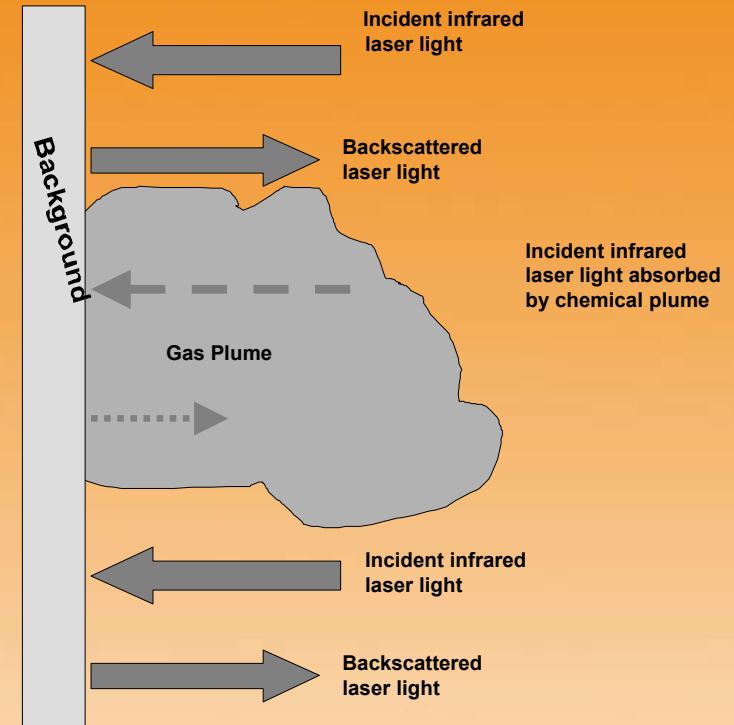 Incident infrared
laser light
Backscattered
laser light
Background
Incident infrared
laser light absorbed
by chemical plume
Gas Plume
Incident infrared
laser light
Backscattered
laser light